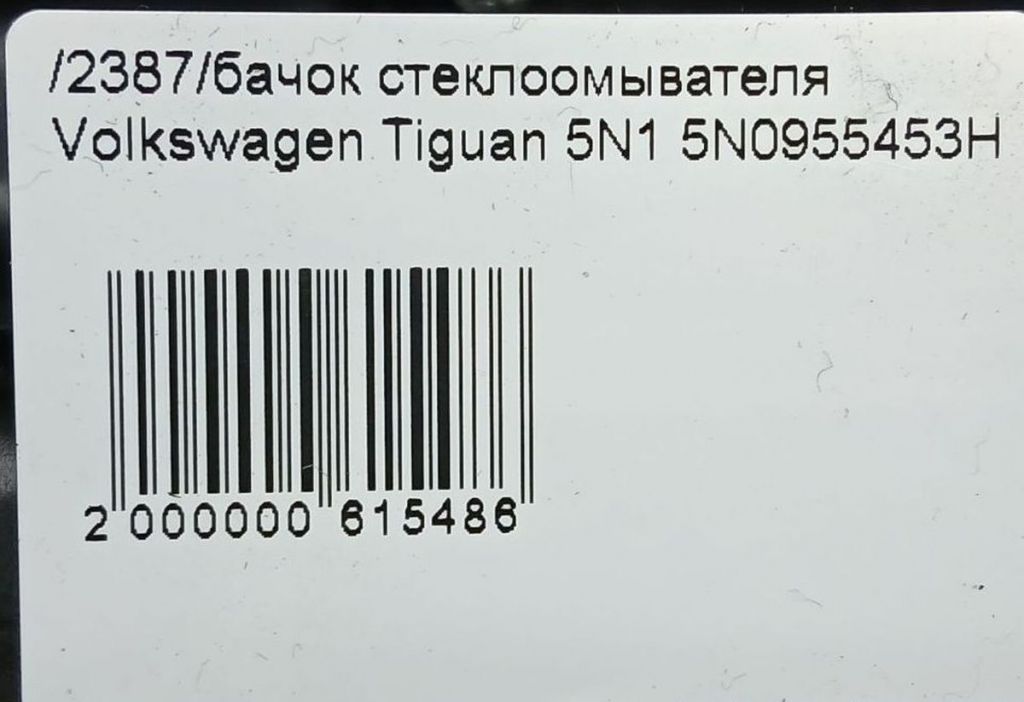 /2387/бачок стеклоомывателя
Volkswagen Tiguan 5N1 5N0955453H
2 000000 615486